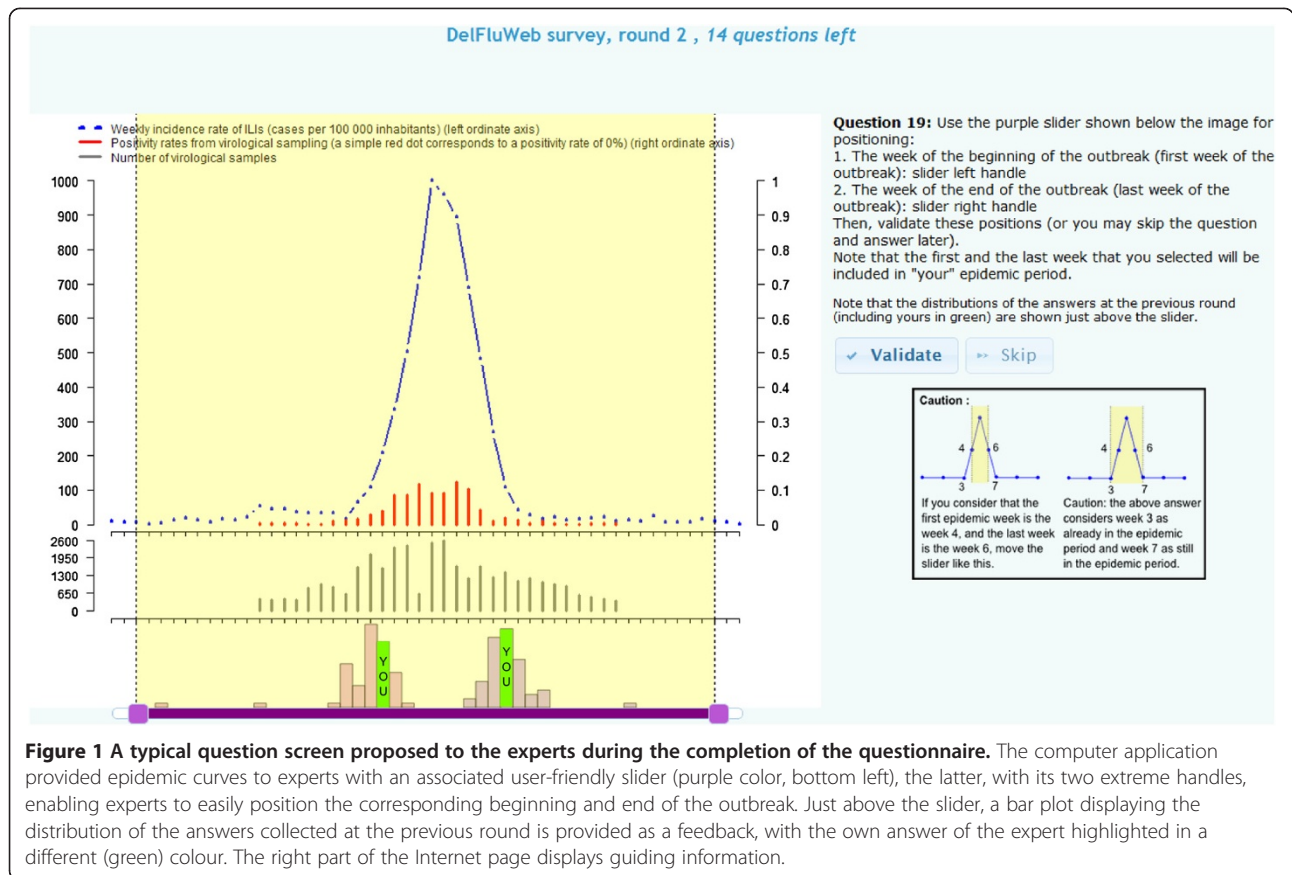 DelFluWeb survey, round 2 , 14 questions left
Weekly incidence rate of ILIs (cases per 100 000 inhabitants) (left ordinate axis)
Positivity rates from virological sampling (a simple red dot corresponds to a positivity rate of 0%) (right ordinate axis)
Number of virological samples
1000
900
800
700
600
500
400
300
200
100
0
1
0.9
0.8
0.7
0.6
0.5
0.4
0.3
0.2
0.1
0
2600
1950
1300
650
0
YOU
YOU
Question 19: Use the purple slider shown below the image for
positioning:
1. The week of the beginning of the outbreak (first week of the
outbreak): slider left handle
2. The week of the end of the outbreak (last week of the
outbreak): slider right handle
Then, validate these positions (or you may skip the question
and answer later).
Note that the first and the last week that you selected will be
included in "your" epidemic period.
Note that the distributions of the answers at the previous round
(including yours in green) are shown just above the slider.
Validate
Skip
Caution :
4
6
3
7
If you consider that the
first epidemic week is the
week 4, and the last week
is the week 6, move the
slider like this.
4
6
3
7
Caution: the above answer
considers week 3 as
already in the epidemic
period and week 7 as still
in the epidemic period.
Figure 1 A typical question screen proposed to the experts during the completion of the questionnaire. The computer application
provided epidemic curves to experts with an associated user-friendly slider (purple color, bottom left), the latter, with its two extreme handles,
enabling experts to easily position the corresponding beginning and end of the outbreak. Just above the slider, a bar plot displaying the
distribution of the answers collected at the previous round is provided as a feedback, with the own answer of the expert highlighted in a
different (green) colour. The right part of the Internet page displays guiding information.